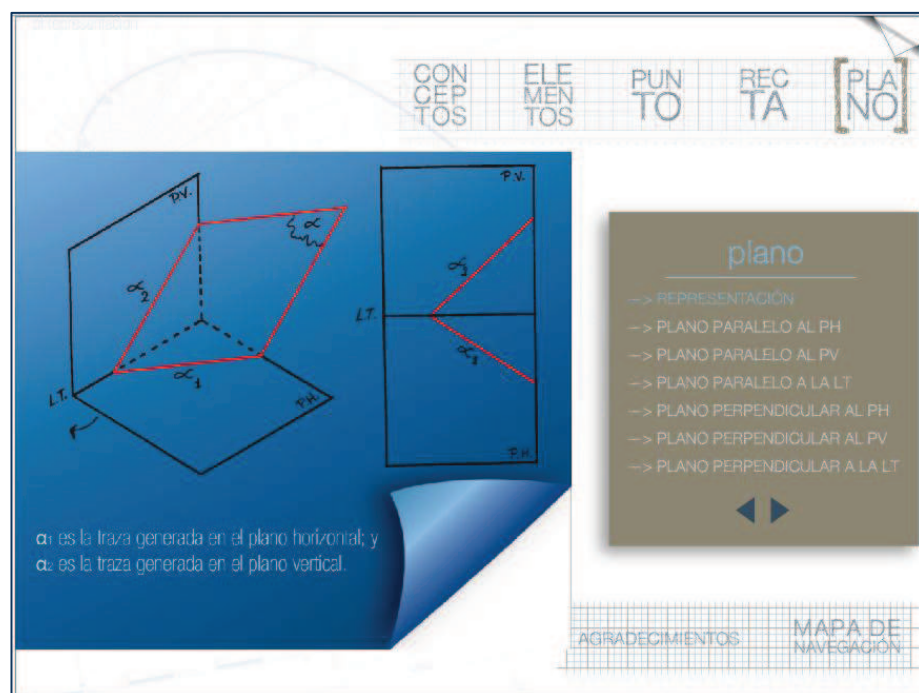 representación
CON
CEP
TOS
ELE
MEN
TOS
PUN
TO
REC
TA
[PLA
NO]
P.V.
α
α2
L.T.
α1
P.H.
P.V.
α2
L.T.
α1
P.H.
α1 es la traza generada en el plano horizontal; y
α2 es la traza generada en el plano vertical.
plano
–> REPRESENTACIÓN
–> PLANO PARALELO AL PH
–> PLANO PARALELO AL PV
–> PLANO PARALELO A LA LT
–> PLANO PERPENDICULAR AL PH
–> PLANO PERPENDICULAR AL PV
–> PLANO PERPENDICULAR A LA LT
AGRADECIMIENTOS
MAPA DE
NAVEGACIÓN